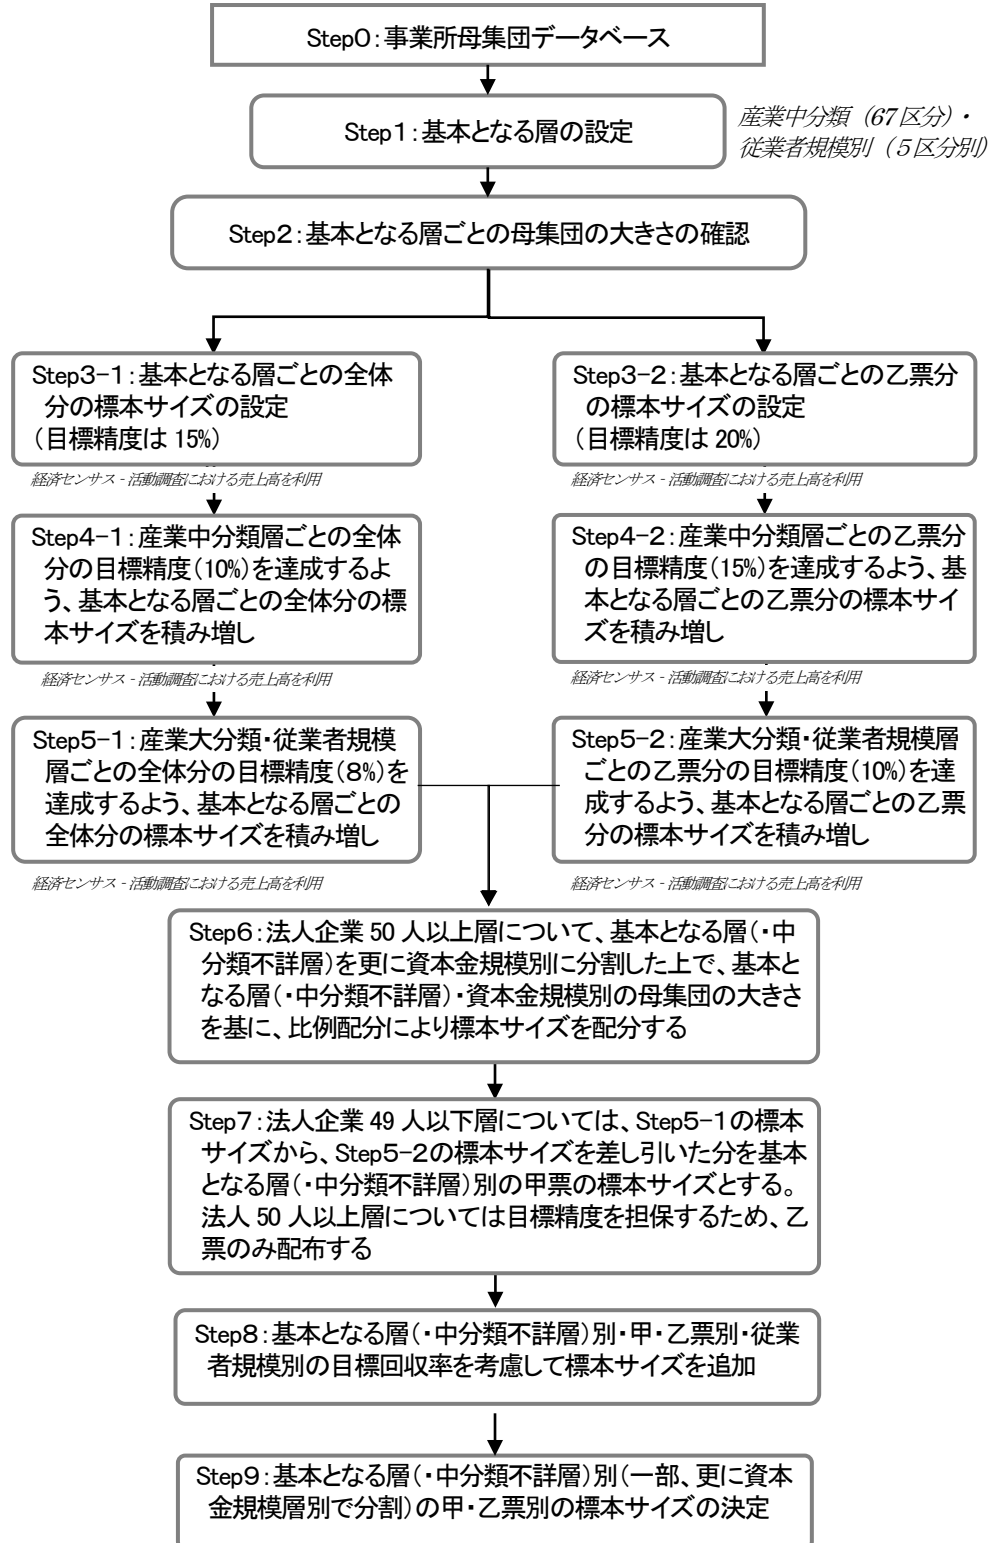 Step0:事業所母集団データベース
Step1:基本となる層の設定
産業中分類(67区分)・
従業者規模別(5区分別)
Step2:基本となる層ごとの母集団の大きさの確認
Step3-1:基本となる層ごとの全体
分の標本サイズの設定
(目標精度は 15%)
経済センサス‐活動調査における売上高を利用
Step3-2:基本となる層ごとの乙票分
の標本サイズの設定
(目標精度は 20%)
経済センサス‐活動調査における売上高を利用
Step4-1:産業中分類層ごとの全体
分の目標精度(10%)を達成するよ
う、基本となる層ごとの全体分の標
本サイズを積み増し
経済センサス‐活動調査における売上高を利用
Step4-2:産業中分類層ごとの乙票分
の目標精度(15%)を達成するよう、基
本となる層ごとの乙票分の標本サイ
ズを積み増し
経済センサス‐活動調査における売上高を利用
Step5-1:産業大分類・従業者規模
層ごとの全体分の目標精度(8%)を
達成するよう、基本となる層ごとの
全体分の標本サイズを積み増し
経済センサス‐活動調査における売上高を利用
Step5-2:産業大分類・従業者規模層
ごとの乙票分の目標精度(10%)を達
成するよう、基本となる層ごとの乙票
分の標本サイズを積み増し
経済センサス‐活動調査における売上高を利用
Step6:法人企業 50 人以上層について、基本となる層(・中
分類不詳層)を更に資本金規模別に分割した上で、基本と
なる層(・中分類不詳層)・資本金規模別の母集団の大きさ
を基に、比例配分により標本サイズを配分する
Step7:法人企業 49 人以下層については、Step5-1の標本
サイズから、Step5-2の標本サイズを差し引いた分を基本
となる層(・中分類不詳層)別の甲票の標本サイズとする。
法人 50 人以上層については目標精度を担保するため、乙
票のみ配布する
Step8:基本となる層(・中分類不詳層)別・甲・乙票別・従業
者規模別の目標回収率を考慮して標本サイズを追加
Step9:基本となる層(・中分類不詳層)別(一部、更に資本
金規模層別で分割)の甲・乙票別の標本サイズの決定